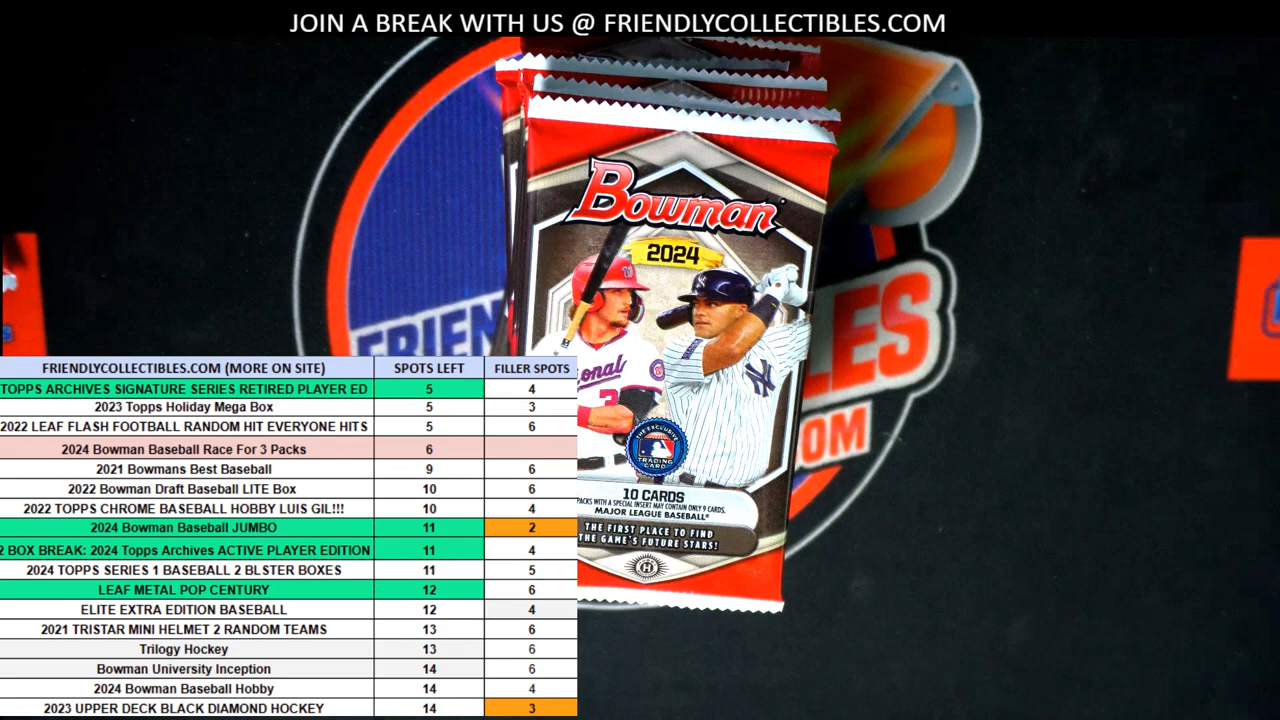 JOIN A BREAK WITH US @ FRIENDLYCOLLECTIBLES.COM
Bowman
2024
10 CARDS
PACKS WITH A SPECIAL INSERT MAY CONTAIN ONLY 9 CARDS.
MAJOR LEAGUE BASEBALL®
THE FIRST PLACE TO FIND
THE GAME'S FUTURE STARS!
THE EXCLUSIVE
TRADING
CARD
FRIEN
LES
OM
FRIENDLYCOLLECTIBLES.COM (MORE ON SITE) SPOTS LEFT FILLER SPOTS
TOPPS ARCHIVES SIGNATURE SERIES RETIRED PLAYER ED 5 4
2023 Topps Holiday Mega Box 5 3
2022 LEAF FLASH FOOTBALL RANDOM HIT EVERYONE HITS 5 6
2024 Bowman Baseball Race For 3 Packs 6
2021 Bowmans Best Baseball 9 6
2022 Bowman Draft Baseball LITE Box 10 6
2022 TOPPS CHROME BASEBALL HOBBY LUIS GIL!!! 10 4
2024 Bowman Baseball JUMBO 11 2
2 BOX BREAK: 2024 Topps Archives ACTIVE PLAYER EDITION 11 4
2024 TOPPS SERIES 1 BASEBALL 2 BLSTER BOXES 11 5
LEAF METAL POP CENTURY 12 6
ELITE EXTRA EDITION BASEBALL 12 4
2021 TRISTAR MINI HELMET 2 RANDOM TEAMS 13 6
Trilogy Hockey 13 6
Bowman University Inception 14 6
2024 Bowman Baseball Hobby 14 4
2023 UPPER DECK BLACK DIAMOND HOCKEY 14 3